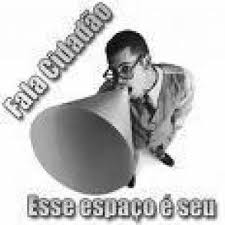 Fala Cidadão
Esse espaço é seu